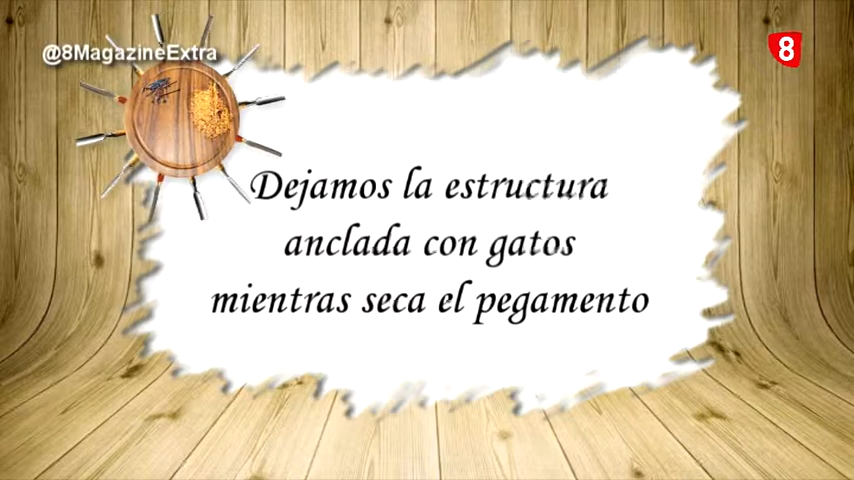 @8MagazineExtra
8
Dejamos la estructura
anclada con gatos
mientras seca el pegamento